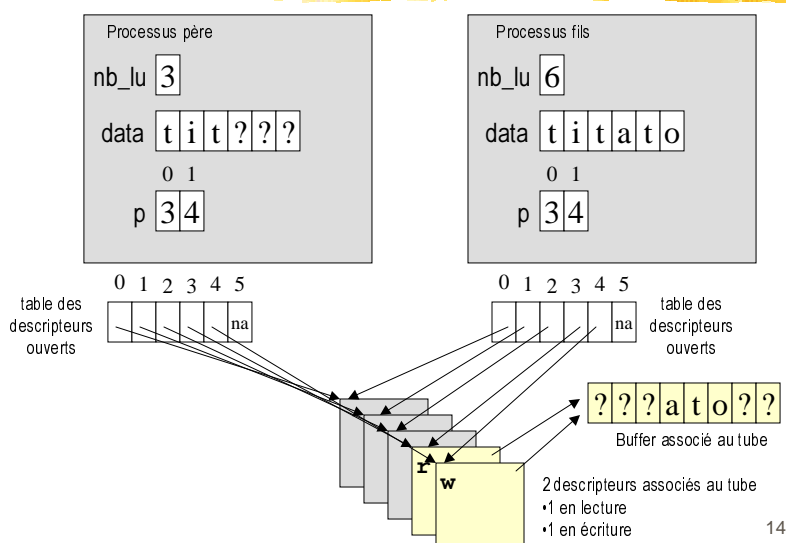 Processus père
nb_lu 3
data t i t ? ? ?
0 1
p 3 4
0 1 2 3 4 5
table des
descripteurs
ouverts
na
Processus fils
nb_lu 6
data t i t a t o
0 1
p 3 4
0 1 2 3 4 5
na
table des
descripteurs
ouverts
? ? ? a t o ? ?
Buffer associé au tube
r
w
2 descripteurs associés au tube
•1 en lecture
•1 en écriture
14